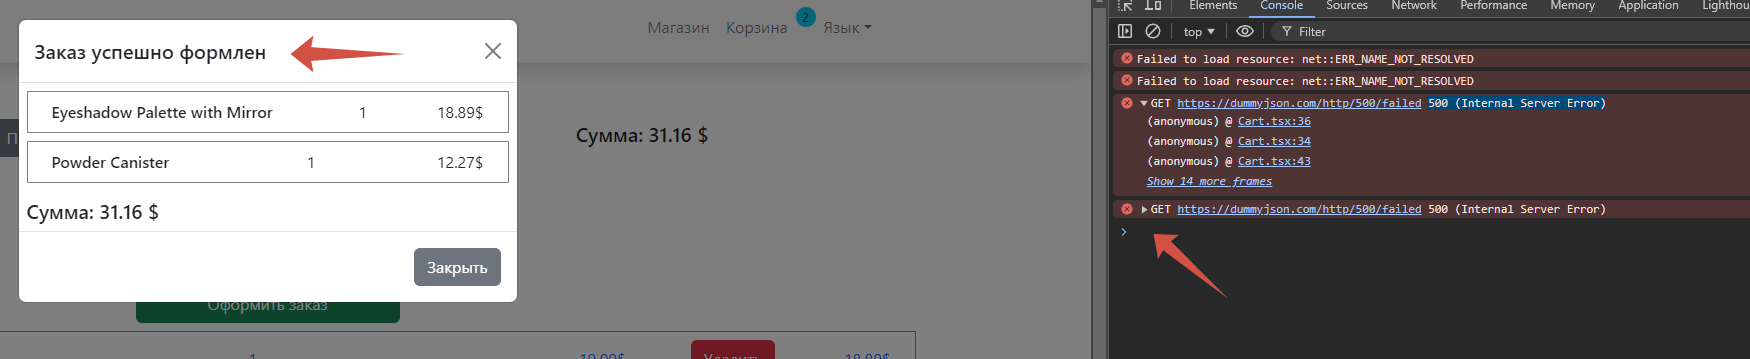 Магазин Корзина 2 Язык
Заказ успешно формлен
Eyeshadow Palette with Mirror 1 18.89$
Powder Canister 1 12.27$
Сумма: 31.16 $
Закрыть
П
Сумма: 31.16 $
Оформить заказ
1 19.99$ Удалить 18.89$
Elements Console Sources Network Performance Memory Application Lighthou
top Filter
Failed to load resource: net::ERR_NAME_NOT_RESOLVED
Failed to load resource: net::ERR_NAME_NOT_RESOLVED
GET https://dummyjson.com/http/500/failed 500 (Internal Server Error)
(anonymous) @ Cart.tsx:36
(anonymous) @ Cart.tsx:34
(anonymous) @ Cart.tsx:43
Show 14 more frames
GET https://dummyjson.com/http/500/failed 500 (Internal Server Error)